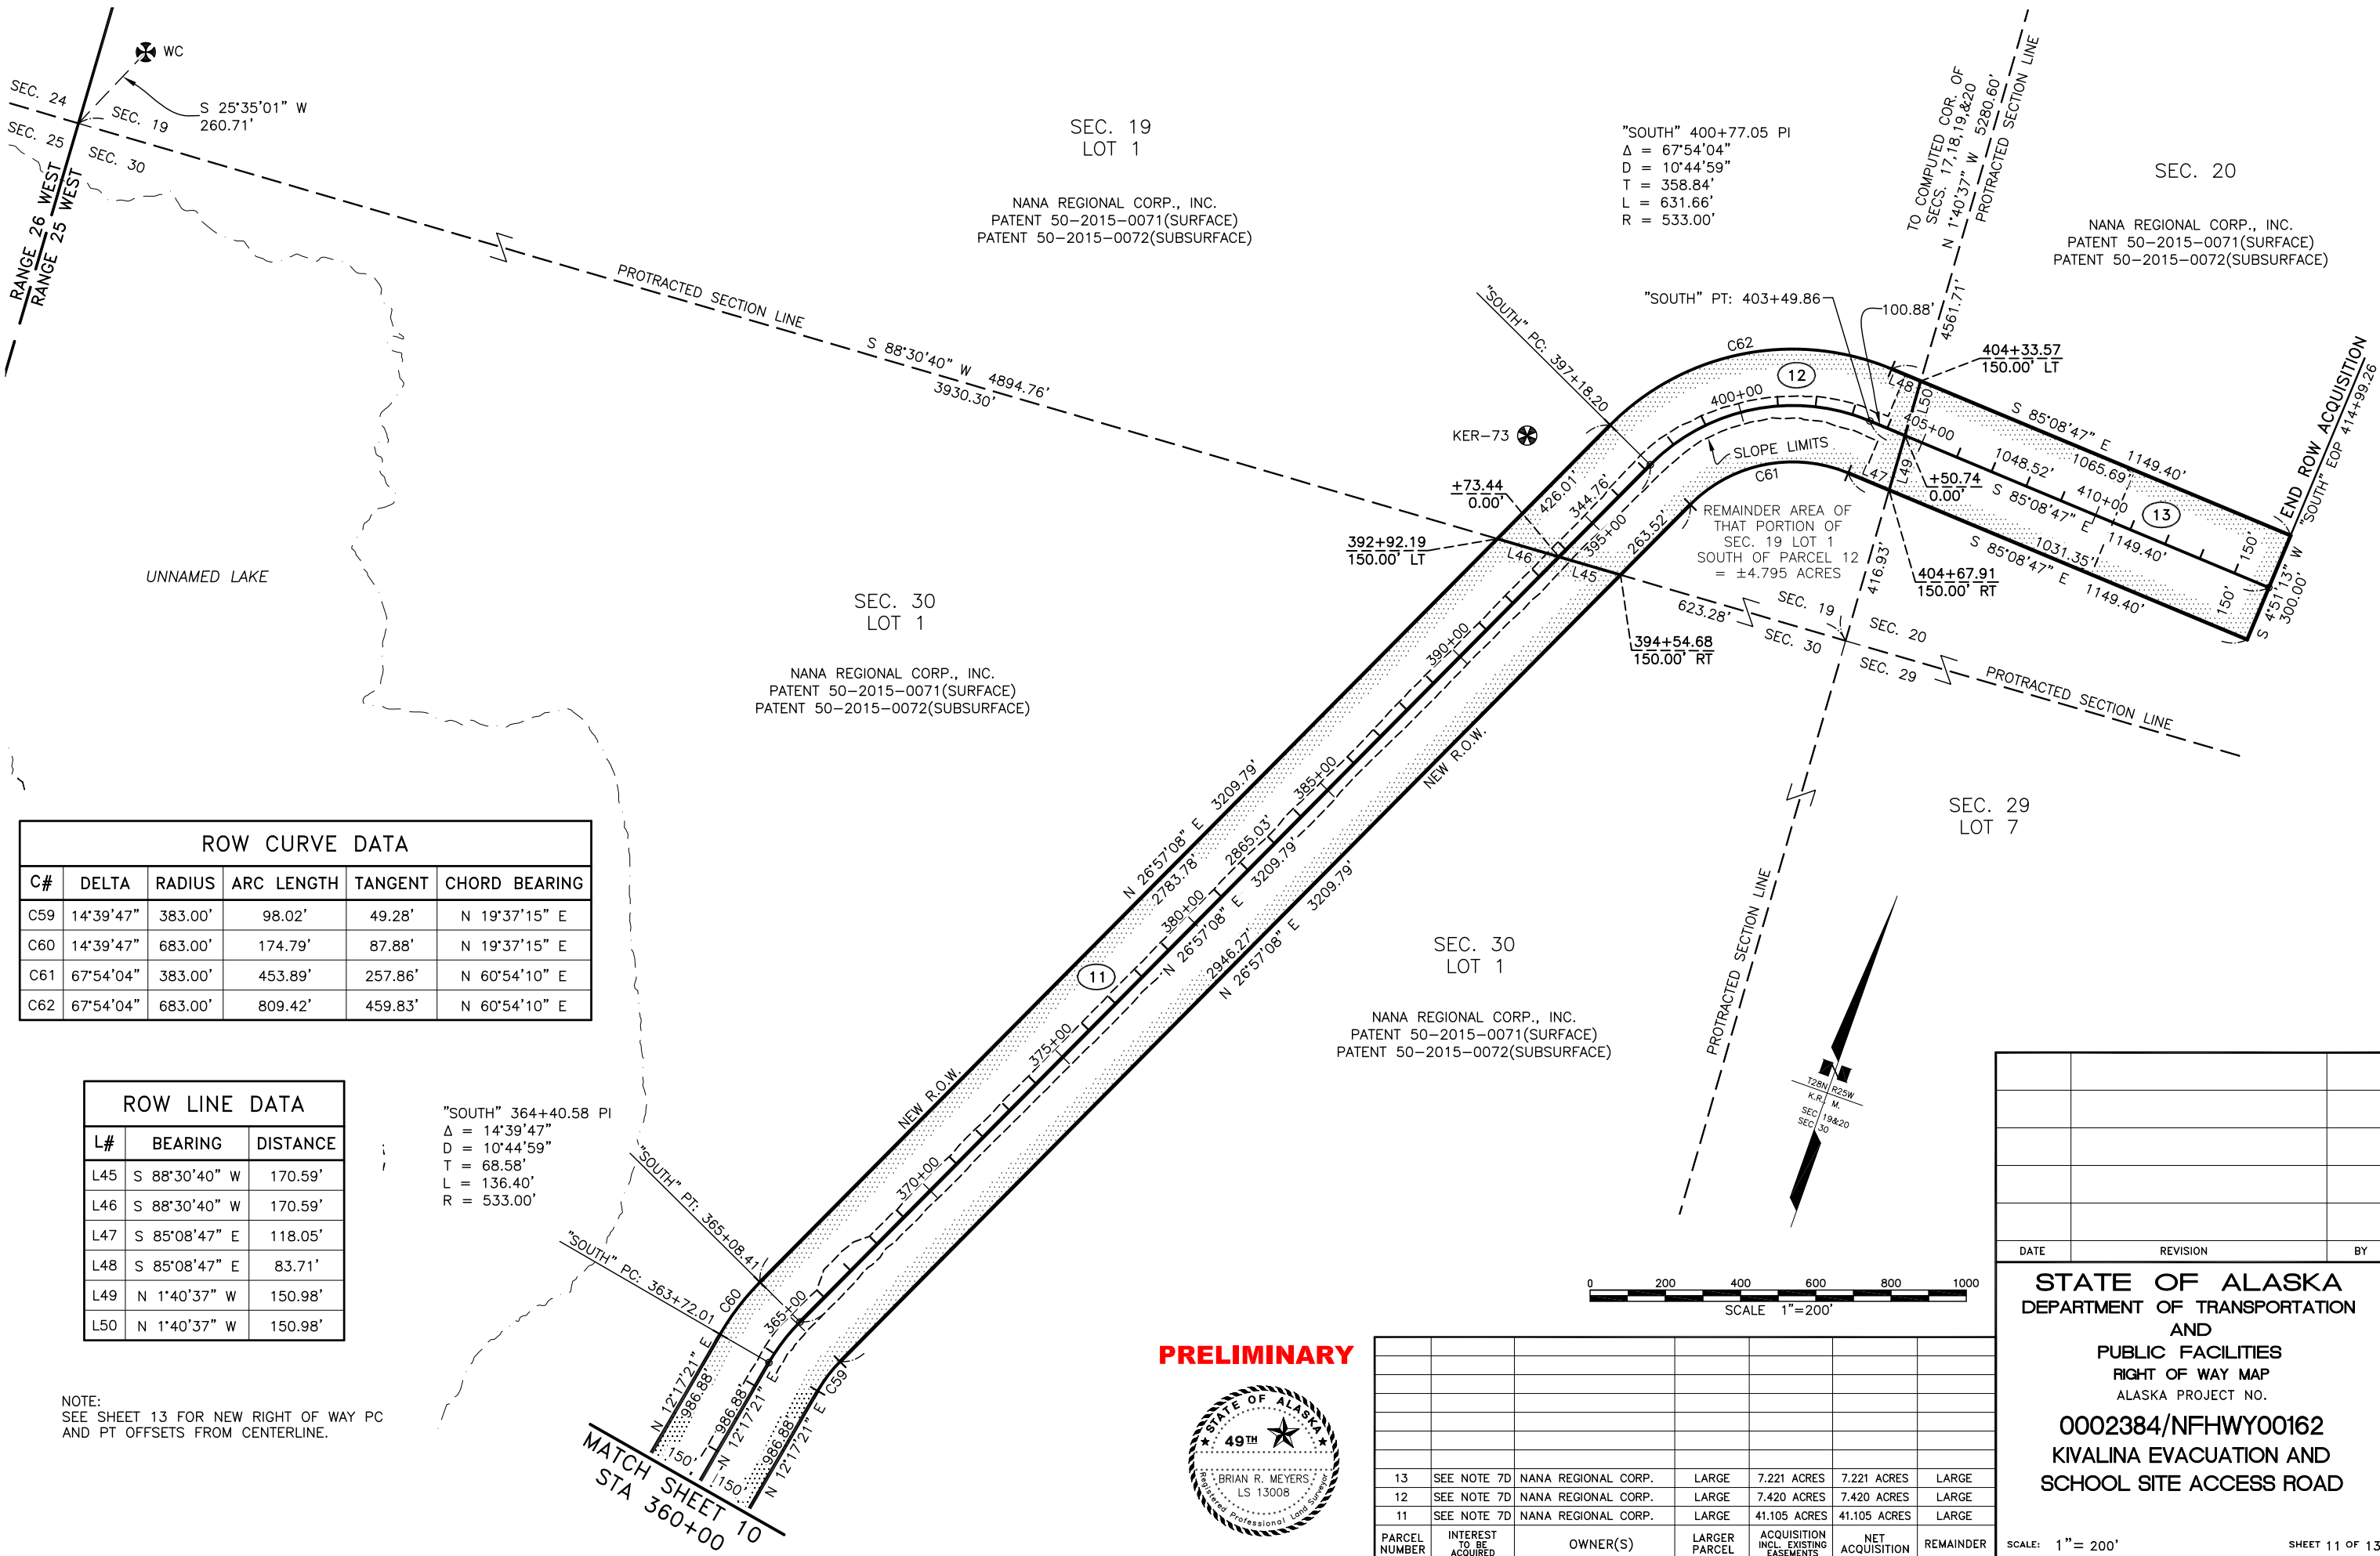 WC
S 25°35'01" W
260.71'
SEC. 24
SEC. 19
SEC. 25
SEC. 30
RANGE 26 WEST
RANGE 25 WEST
SEC. 19
LOT 1
NANA REGIONAL CORP., INC.
PATENT 50-2015-0071(SURFACE)
PATENT 50-2015-0072(SUBSURFACE)
PROTRACTED SECTION LINE
S 88°30'40" W 4894.76'
3930.30'
"SOUTH" 400+77.05 PI
Δ = 67°54'04"
D = 10°44'59"
T = 358.84'
L = 631.66'
R = 533.00'
TO COMPUTED COR. OF
SECS. 17,18,19,&20
N 1°40'37" W 5280.60'
PROTRACTED SECTION LINE
4561.71'
SEC. 20
NANA REGIONAL CORP., INC.
PATENT 50-2015-0071(SURFACE)
PATENT 50-2015-0072(SUBSURFACE)
"SOUTH" PC: 397+18.20
"SOUTH" PT: 403+49.86
100.88'
404+33.57
150.00' LT
C62
12
400+00
L48
L50
405+00
S 85°08'47" E 1149.40'
1048.52'
1065.69'
410+00
S 85°08'47" E 1149.40'
13
END ROW ACQUISITION
"SOUTH" EOP 414+99.26
150'
150'
S 4°51'13" W
300.00'
KER-73
SLOPE LIMITS
C61
L47
L49
+50.74
0.00'
S 85°08'47" E 1149.40'
1031.35'
404+67.91
150.00' RT
416.93'
REMAINDER AREA OF
THAT PORTION OF
SEC. 19 LOT 1
SOUTH OF PARCEL 12
= ±4.795 ACRES
+73.44
0.00'
392+92.19
150.00' LT
426.01'
344.76'
395+00
263.52'
L46
L45
394+54.68
150.00' RT
623.28'
SEC. 19
SEC. 20
SEC. 30
SEC. 29
PROTRACTED SECTION LINE
UNNAMED LAKE
SEC. 30
LOT 1
NANA REGIONAL CORP., INC.
PATENT 50-2015-0071(SURFACE)
PATENT 50-2015-0072(SUBSURFACE)
390+00
NEW R.O.W.
385+00
N 26°57'08" E 3209.79'
2783.78'
2865.03'
380+00
N 26°57'08" E 3209.79'
2946.27'
N 26°57'08" E 3209.79'
11
375+00
NEW R.O.W.
370+00
SEC. 29
LOT 7
PROTRACTED SECTION LINE
SEC. 30
LOT 1
NANA REGIONAL CORP., INC.
PATENT 50-2015-0071(SURFACE)
PATENT 50-2015-0072(SUBSURFACE)
T28N R25W
K.R. M.
SEC 19&20
SEC 30
ROW CURVE DATA
C# DELTA RADIUS ARC LENGTH TANGENT CHORD BEARING
C59 14°39'47" 383.00' 98.02' 49.28' N 19°37'15" E
C60 14°39'47" 683.00' 174.79' 87.88' N 19°37'15" E
C61 67°54'04" 383.00' 453.89' 257.86' N 60°54'10" E
C62 67°54'04" 683.00' 809.42' 459.83' N 60°54'10" E
ROW LINE DATA
L# BEARING DISTANCE
L45 S 88°30'40" W 170.59'
L46 S 88°30'40" W 170.59'
L47 S 85°08'47" E 118.05'
L48 S 85°08'47" E 83.71'
L49 N 1°40'37" W 150.98'
L50 N 1°40'37" W 150.98'
"SOUTH" 364+40.58 PI
Δ = 14°39'47"
D = 10°44'59"
T = 68.58'
L = 136.40'
R = 533.00'
"SOUTH" PT: 365+08.41
"SOUTH" PC: 363+72.01
C60
365+00
C59
N 12°17'21" E
986.88'
N 12°17'21" E
986.88'
N 12°17'21" E
986.88'
150'
150'
MATCH SHEET 10
STA 360+00
NOTE:
SEE SHEET 13 FOR NEW RIGHT OF WAY PC
AND PT OFFSETS FROM CENTERLINE.
0 200 400 600 800 1000
SCALE 1"=200'
PRELIMINARY
STATE OF ALASKA
49TH
BRIAN R. MEYERS
LS 13008
Registered Professional Land Surveyor
13 SEE NOTE 7D NANA REGIONAL CORP. LARGE 7.221 ACRES 7.221 ACRES LARGE
12 SEE NOTE 7D NANA REGIONAL CORP. LARGE 7.420 ACRES 7.420 ACRES LARGE
11 SEE NOTE 7D NANA REGIONAL CORP. LARGE 41.105 ACRES 41.105 ACRES LARGE
PARCEL NUMBER INTEREST TO BE ACQUIRED OWNER(S) LARGER PARCEL ACQUISITION INCL. EXISTING EASEMENTS NET ACQUISITION REMAINDER
DATE REVISION BY
STATE OF ALASKA
DEPARTMENT OF TRANSPORTATION
AND
PUBLIC FACILITIES
RIGHT OF WAY MAP
ALASKA PROJECT NO.
0002384/NFHWY00162
KIVALINA EVACUATION AND
SCHOOL SITE ACCESS ROAD
SCALE: 1"= 200' SHEET 11 OF 13